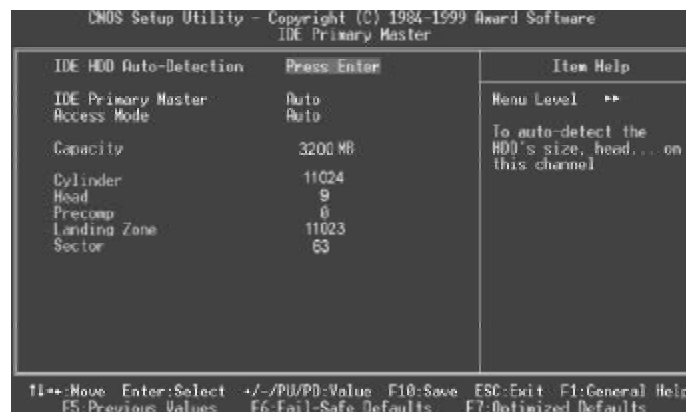 CMOS Setup Utility - Copyright (C) 1984-1999 Award Software
IDE Primary Master
IDE HDD Auto-Detection Press Enter
IDE Primary Master Auto
Access Mode Auto
Capacity 3200 MB
Cylinder 11024
Head 9
Precomp 0
Landing Zone 11023
Sector 63
Item Help
Menu Level ►►
To auto-detect the
HDD's size, head... on
this channel
↑↓→←:Move Enter:Select +/-/PU/PD:Value F10:Save ESC:Exit F1:General Help
F5:Previous Values F6:Fail-Safe Defaults F7:Optimized Defaults